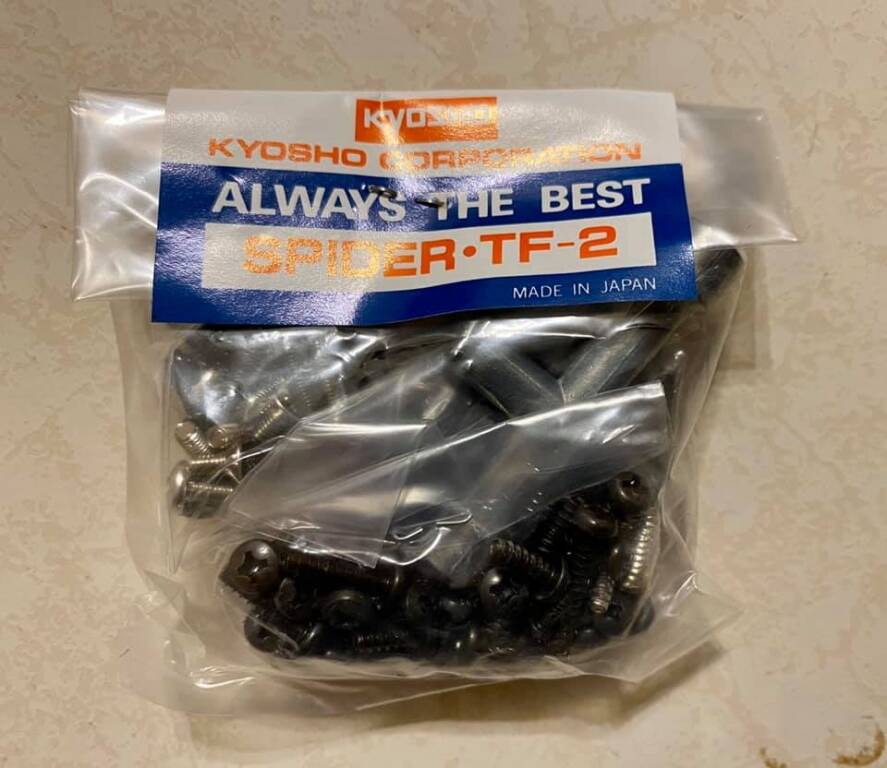 KYOSHO
KYOSHO CORPORATION
ALWAYS THE BEST
SPIDER•TF-2
MADE IN JAPAN